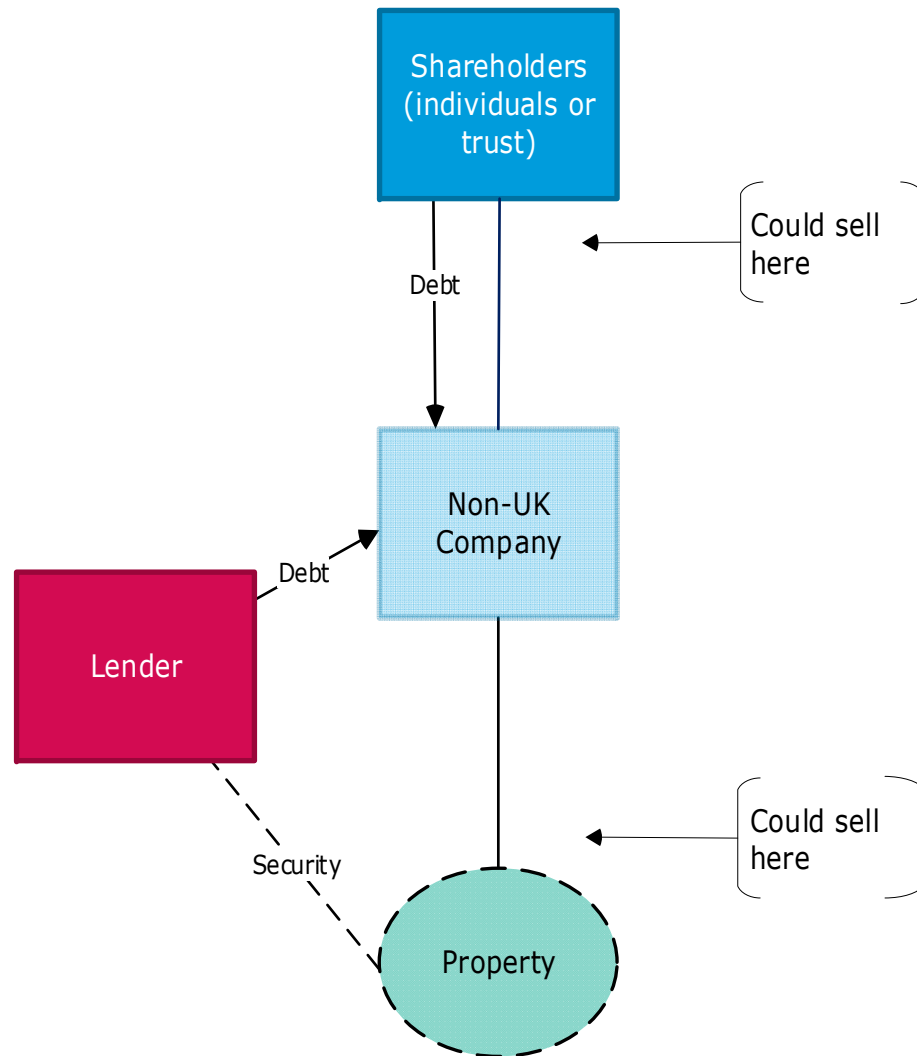 Shareholders
(individuals or
trust)
Could sell
here
Debt
Non-UK
Company
Debt
Lender
Could sell
here
Security
Property